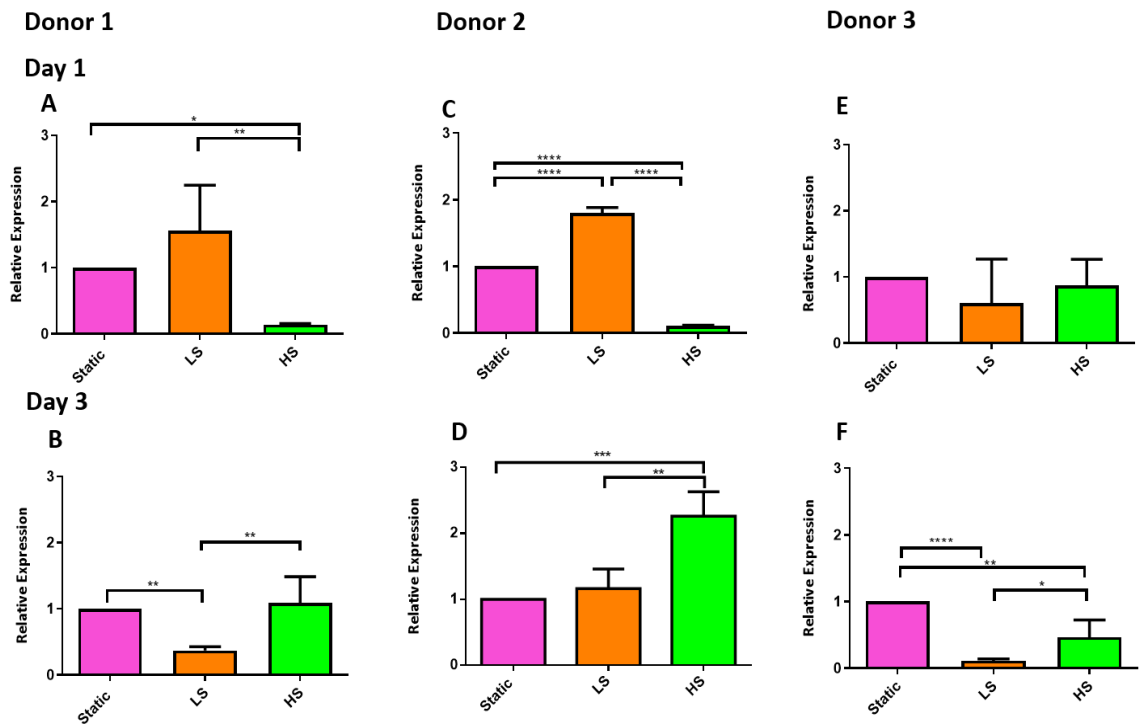 Donor 1
Donor 2
Donor 3
Day 1
A
*
**
3
2
1
0
Relative Expression
Static
LS
HS
C
****
****
****
3
2
1
0
Relative Expression
Static
LS
HS
E
3
2
1
0
Relative Expression
Static
LS
HS
Day 3
B
**
**
3
2
1
0
Relative Expression
Static
LS
HS
D
***
**
3
2
1
0
Relative Expression
Static
LS
HS
F
****
**
*
3
2
1
0
Relative Expression
Static
LS
HS